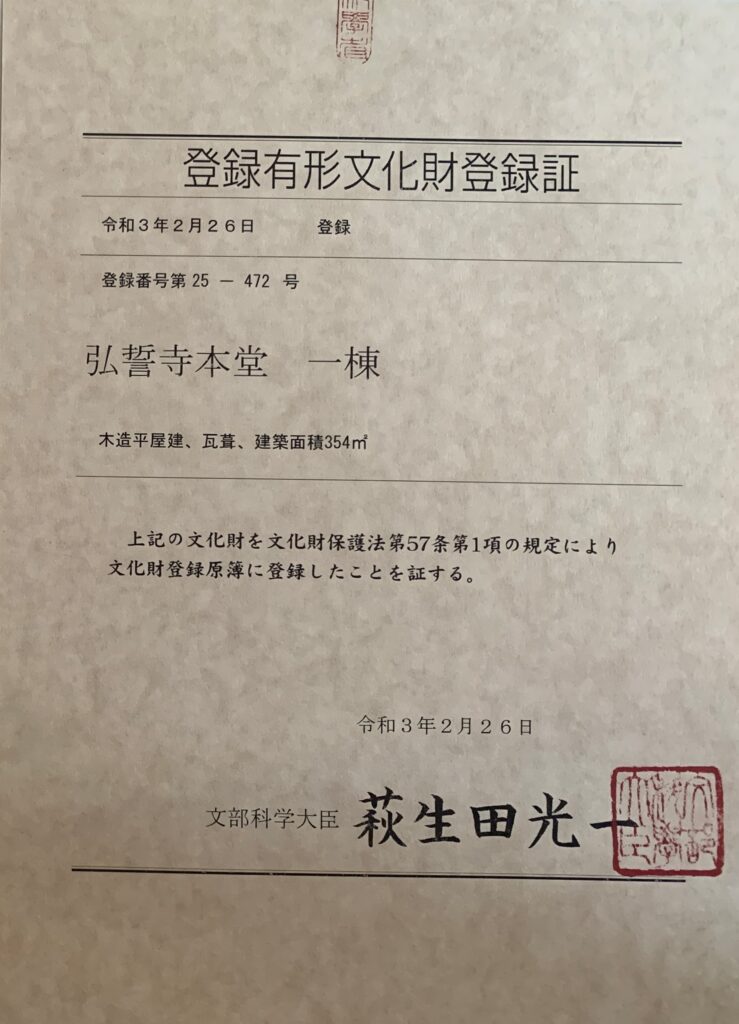 登録有形文化財登録証
令和３年２月２６日　　　登録
登録番号第 25 － 472 号
弘誓寺本堂　一棟
木造平屋建、瓦葺、建築面積354㎡
上記の文化財を文化財保護法第57条第1項の規定により
文化財登録原簿に登録したことを証する。
令和３年２月２６日
文部科学大臣 萩生田光一